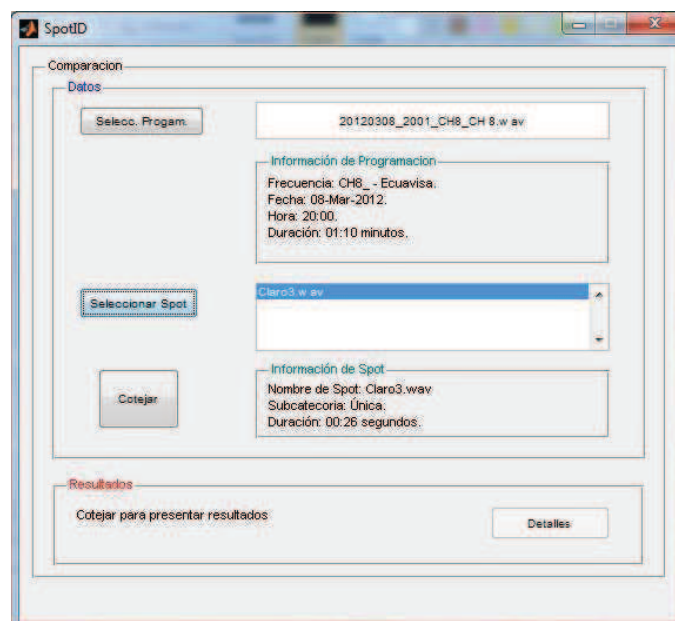 SpotID
Comparacion
Datos
Selecc. Progam.
20120308_2001_CH8_CH 8.w av
Información de Programacion
Frecuencia: CH8_ - Ecuavisa.
Fecha: 08-Mar-2012.
Hora: 20:00.
Duración: 01:10 minutos.
Seleccionar Spot
Claro3.w av
Información de Spot
Nombre de Spot: Claro3.wav
Subcatecoria: Única.
Duración: 00:26 segundos.
Cotejar
Resultados
Cotejar para presentar resultados
Detalles